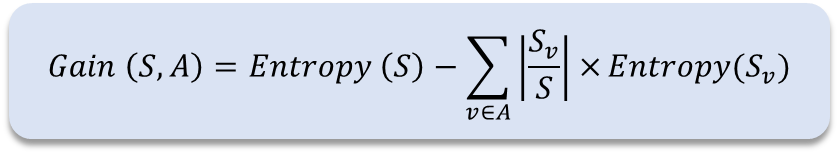 Gain (S, A) = Entropy (S) − ∑_{v∈A} |S_v/S| × Entropy(S_v)